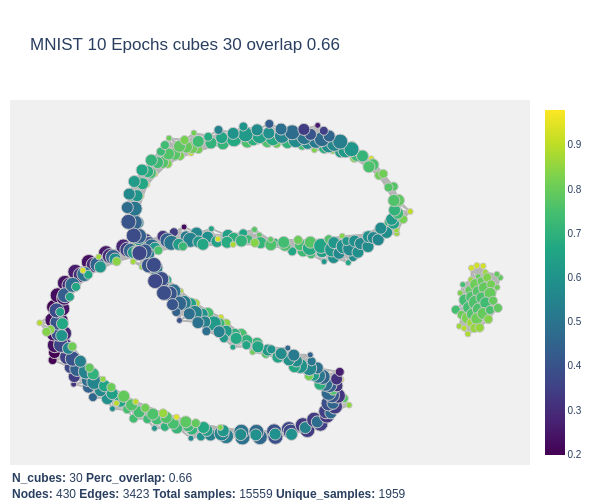 MNIST 10 Epochs cubes 30 overlap 0.66
0.9
0.8
0.7
0.6
0.5
0.4
0.3
0.2
N_cubes: 30 Perc_overlap: 0.66
Nodes: 430 Edges: 3423 Total samples: 15559 Unique_samples: 1959